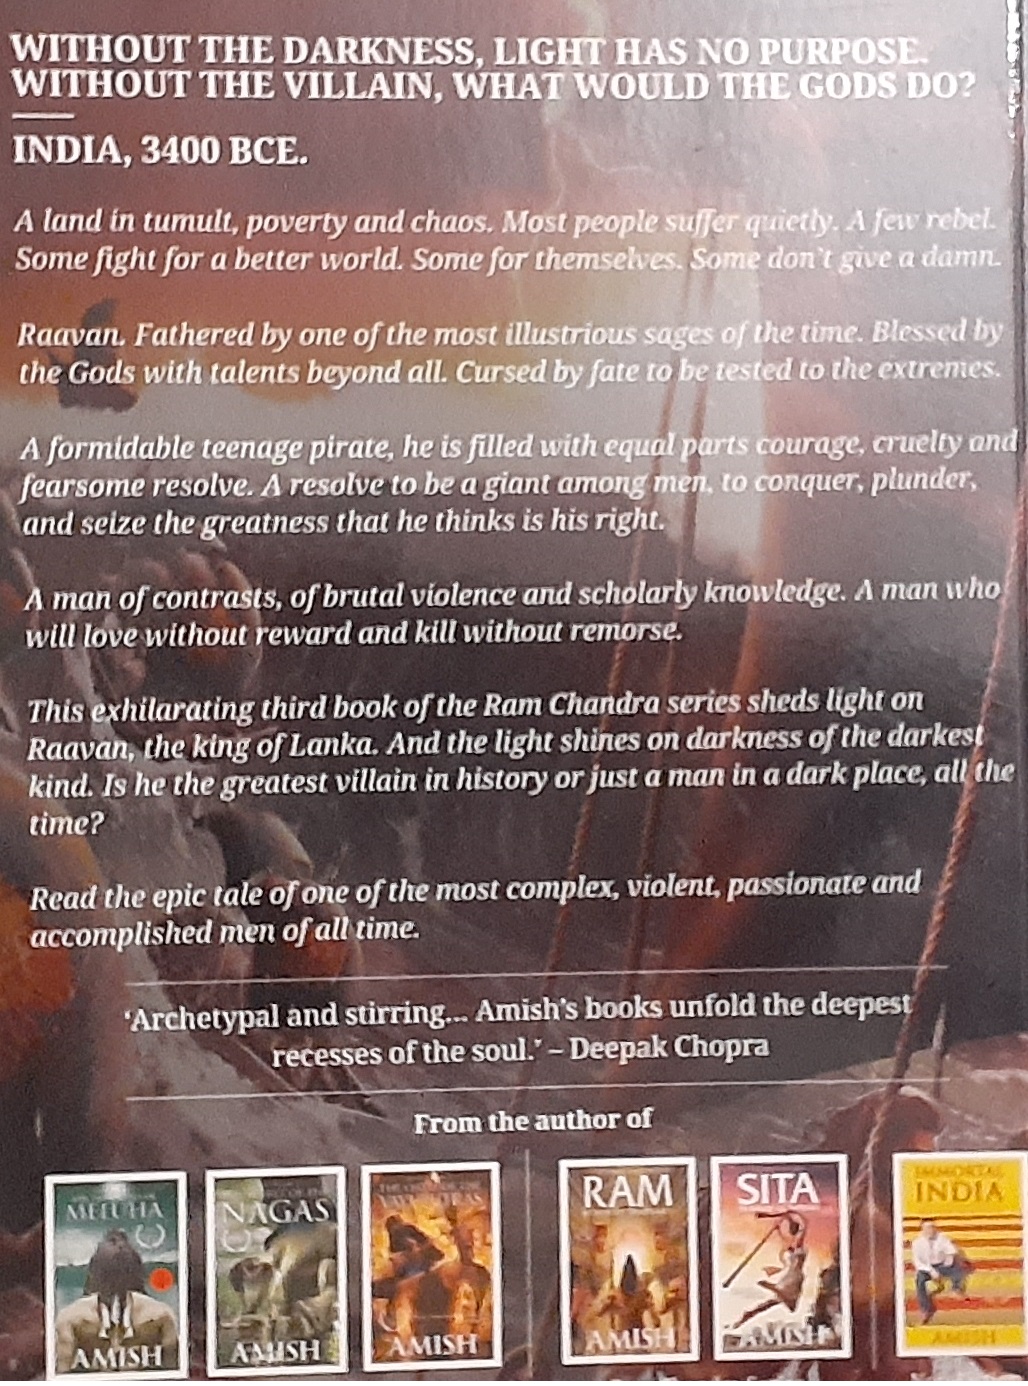 WITHOUT THE DARKNESS, LIGHT HAS NO PURPOSE.
WITHOUT THE VILLAIN, WHAT WOULD THE GODS DO?
INDIA, 3400 BCE.
A land in tumult, poverty and chaos. Most people suffer quietly. A few rebel.
Some fight for a better world. Some for themselves. Some don't give a damn.
Raavan. Fathered by one of the most illustrious sages of the time. Blessed by
the Gods with talents beyond all. Cursed by fate to be tested to the extremes.
A formidable teenage pirate, he is filled with equal parts courage, cruelty and
fearsome resolve. A resolve to be a giant among men, to conquer, plunder,
and seize the greatness that he thinks is his right.
A man of contrasts, of brutal violence and scholarly knowledge. A man who
will love without reward and kill without remorse.
This exhilarating third book of the Ram Chandra series sheds light on
Raavan, the king of Lanka. And the light shines on darkness of the darkest
kind. Is he the greatest villain in history or just a man in a dark place, all the
time?
Read the epic tale of one of the most complex, violent, passionate and
accomplished men of all time.
'Archetypal and stirring... Amish's books unfold the deepest
recesses of the soul.' – Deepak Chopra
From the author of
MELUHA
AMISH
NAGAS
AMISH
AMISH
RAM
AMISH
SITA
AMISH
IMMORTAL
INDIA
AMISH